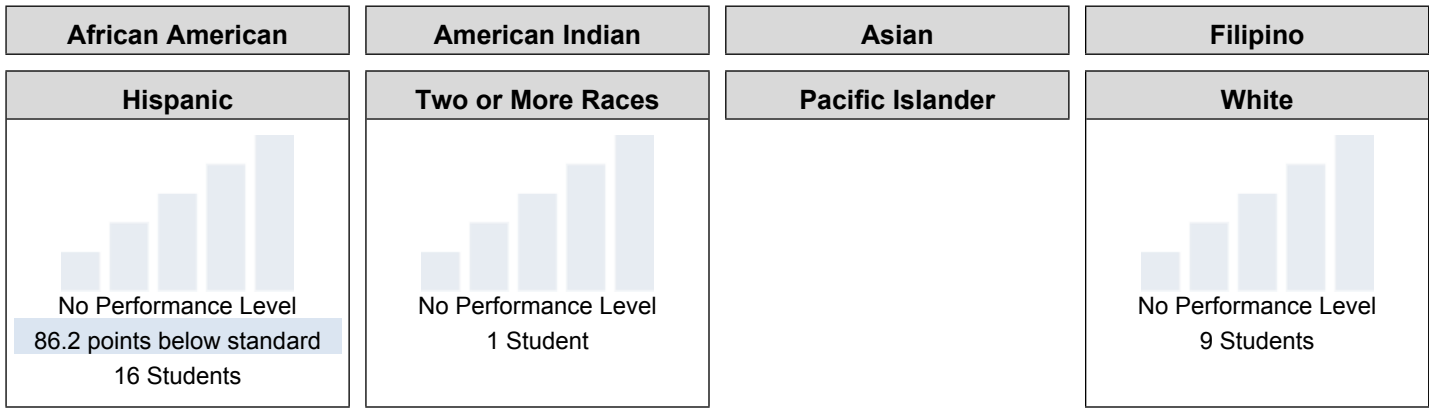 African American
American Indian
Asian
Filipino
Hispanic
No Performance Level
86.2 points below standard
16 Students
Two or More Races
No Performance Level
1 Student
Pacific Islander
White
No Performance Level
9 Students